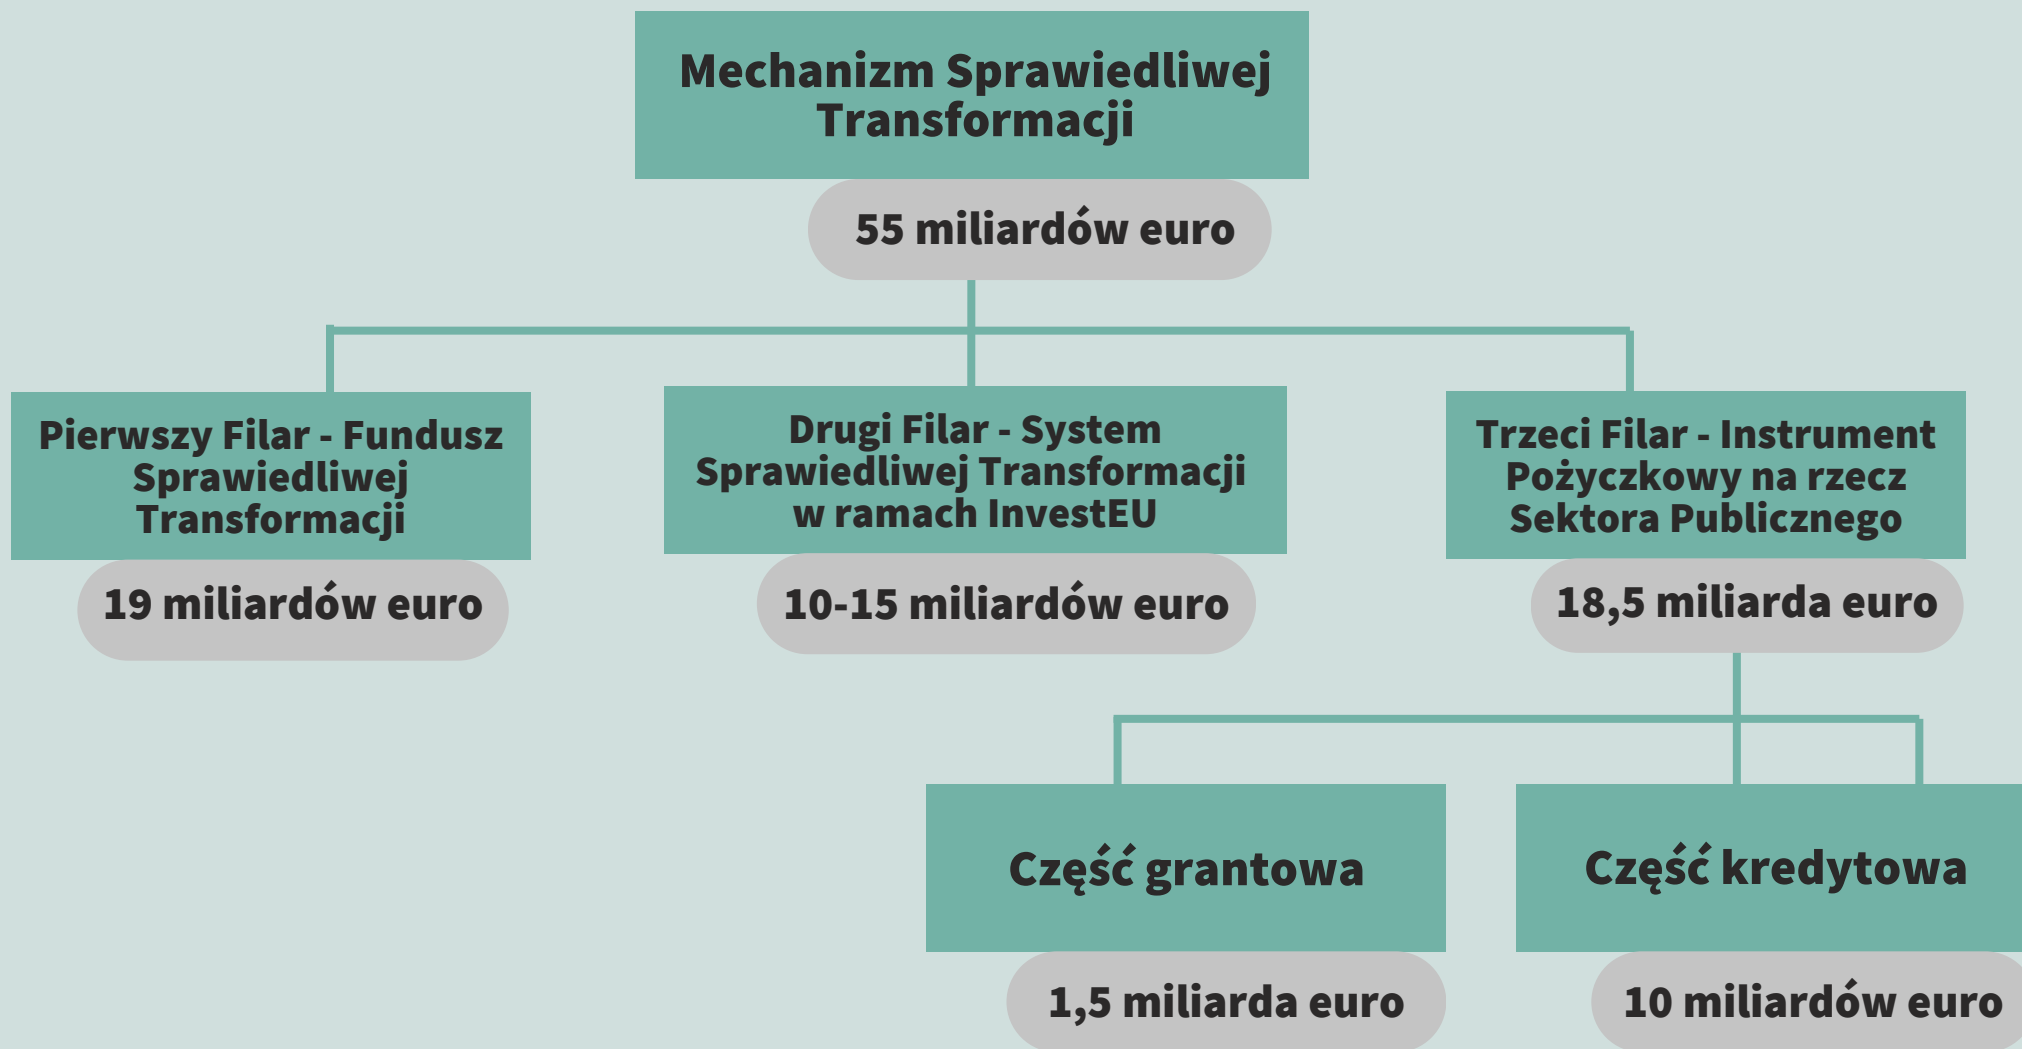 Mechanizm Sprawiedliwej
Transformacji
55 miliardów euro
Pierwszy Filar - Fundusz
Sprawiedliwej
Transformacji
19 miliardów euro
Drugi Filar - System
Sprawiedliwej Transformacji
w ramach InvestEU
10-15 miliardów euro
Trzeci Filar - Instrument
Pożyczkowy na rzecz
Sektora Publicznego
18,5 miliarda euro
Część grantowa
1,5 miliarda euro
Część kredytowa
10 miliardów euro